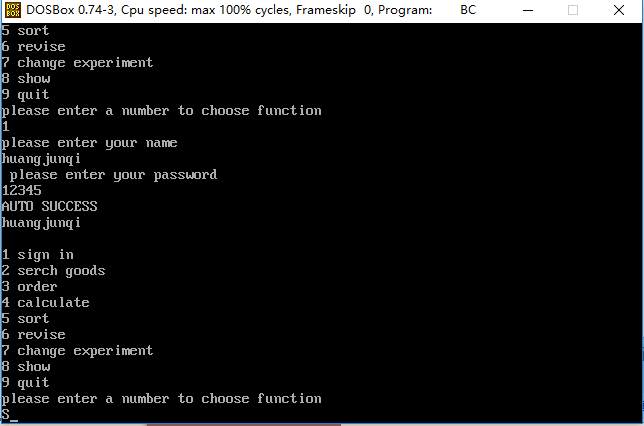 DOS BOX DOSBox 0.74-3, Cpu speed: max 100% cycles, Frameskip 0, Program: BC
5 sort
6 revise
7 change experiment
8 show
9 quit
please enter a number to choose function
1
please enter your name
huangjunqi
please enter your password
12345
AUTO SUCCESS
huangjunqi
1 sign in
2 serch goods
3 order
4 calculate
5 sort
6 revise
7 change experiment
8 show
9 quit
please enter a number to choose function
S_